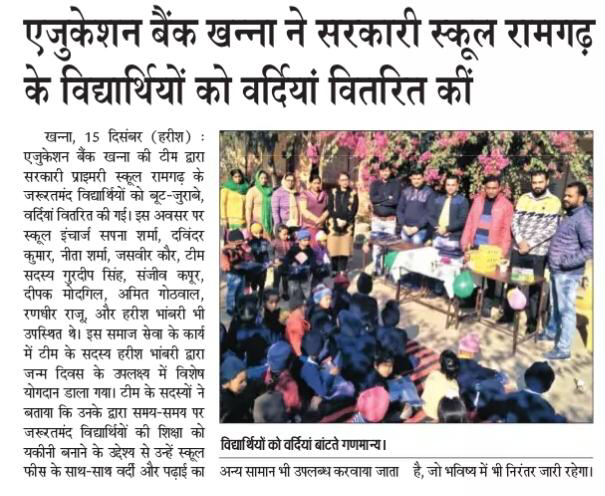 एजुकेशन बैंक खन्ना ने सरकारी स्कूल रामगढ़
के विद्यार्थियों को वर्दियां वितरित कीं
खन्ना, 15 दिसंबर (हरीश) :
एजुकेशन बैंक खन्ना की टीम द्वारा
सरकारी प्राइमरी स्कूल रामगढ़ के
जरूरतमंद विद्यार्थियों को बूट-जुराबे,
वर्दियां वितरित की गई। इस अवसर पर
स्कूल इंचार्ज सपना शर्मा, दविंदर
कुमार, नीता शर्मा, जसवीर कौर, टीम
सदस्य गुरदीप सिंह, संजीव कपूर,
दीपक मोदगिल, अमित गोठवाल,
रणधीर राजू, और हरीश भांबरी भी
उपस्थित थे। इस समाज सेवा के कार्य
में टीम के सदस्य हरीश भांबरी द्वारा
जन्म दिवस के उपलक्ष्य में विशेष
योगदान डाला गया। टीम के सदस्यों ने
बताया कि उनके द्वारा समय-समय पर
जरूरतमंद विद्यार्थियों की शिक्षा को
यकीनी बनाने के उद्देश्य से उन्हें स्कूल
फीस के साथ-साथ वर्दी और पढ़ाई का
विद्यार्थियों को वर्दियां बांटते गणमान्य।
अन्य सामान भी उपलब्ध करवाया जाता
है, जो भविष्य में भी निरंतर जारी रहेगा।